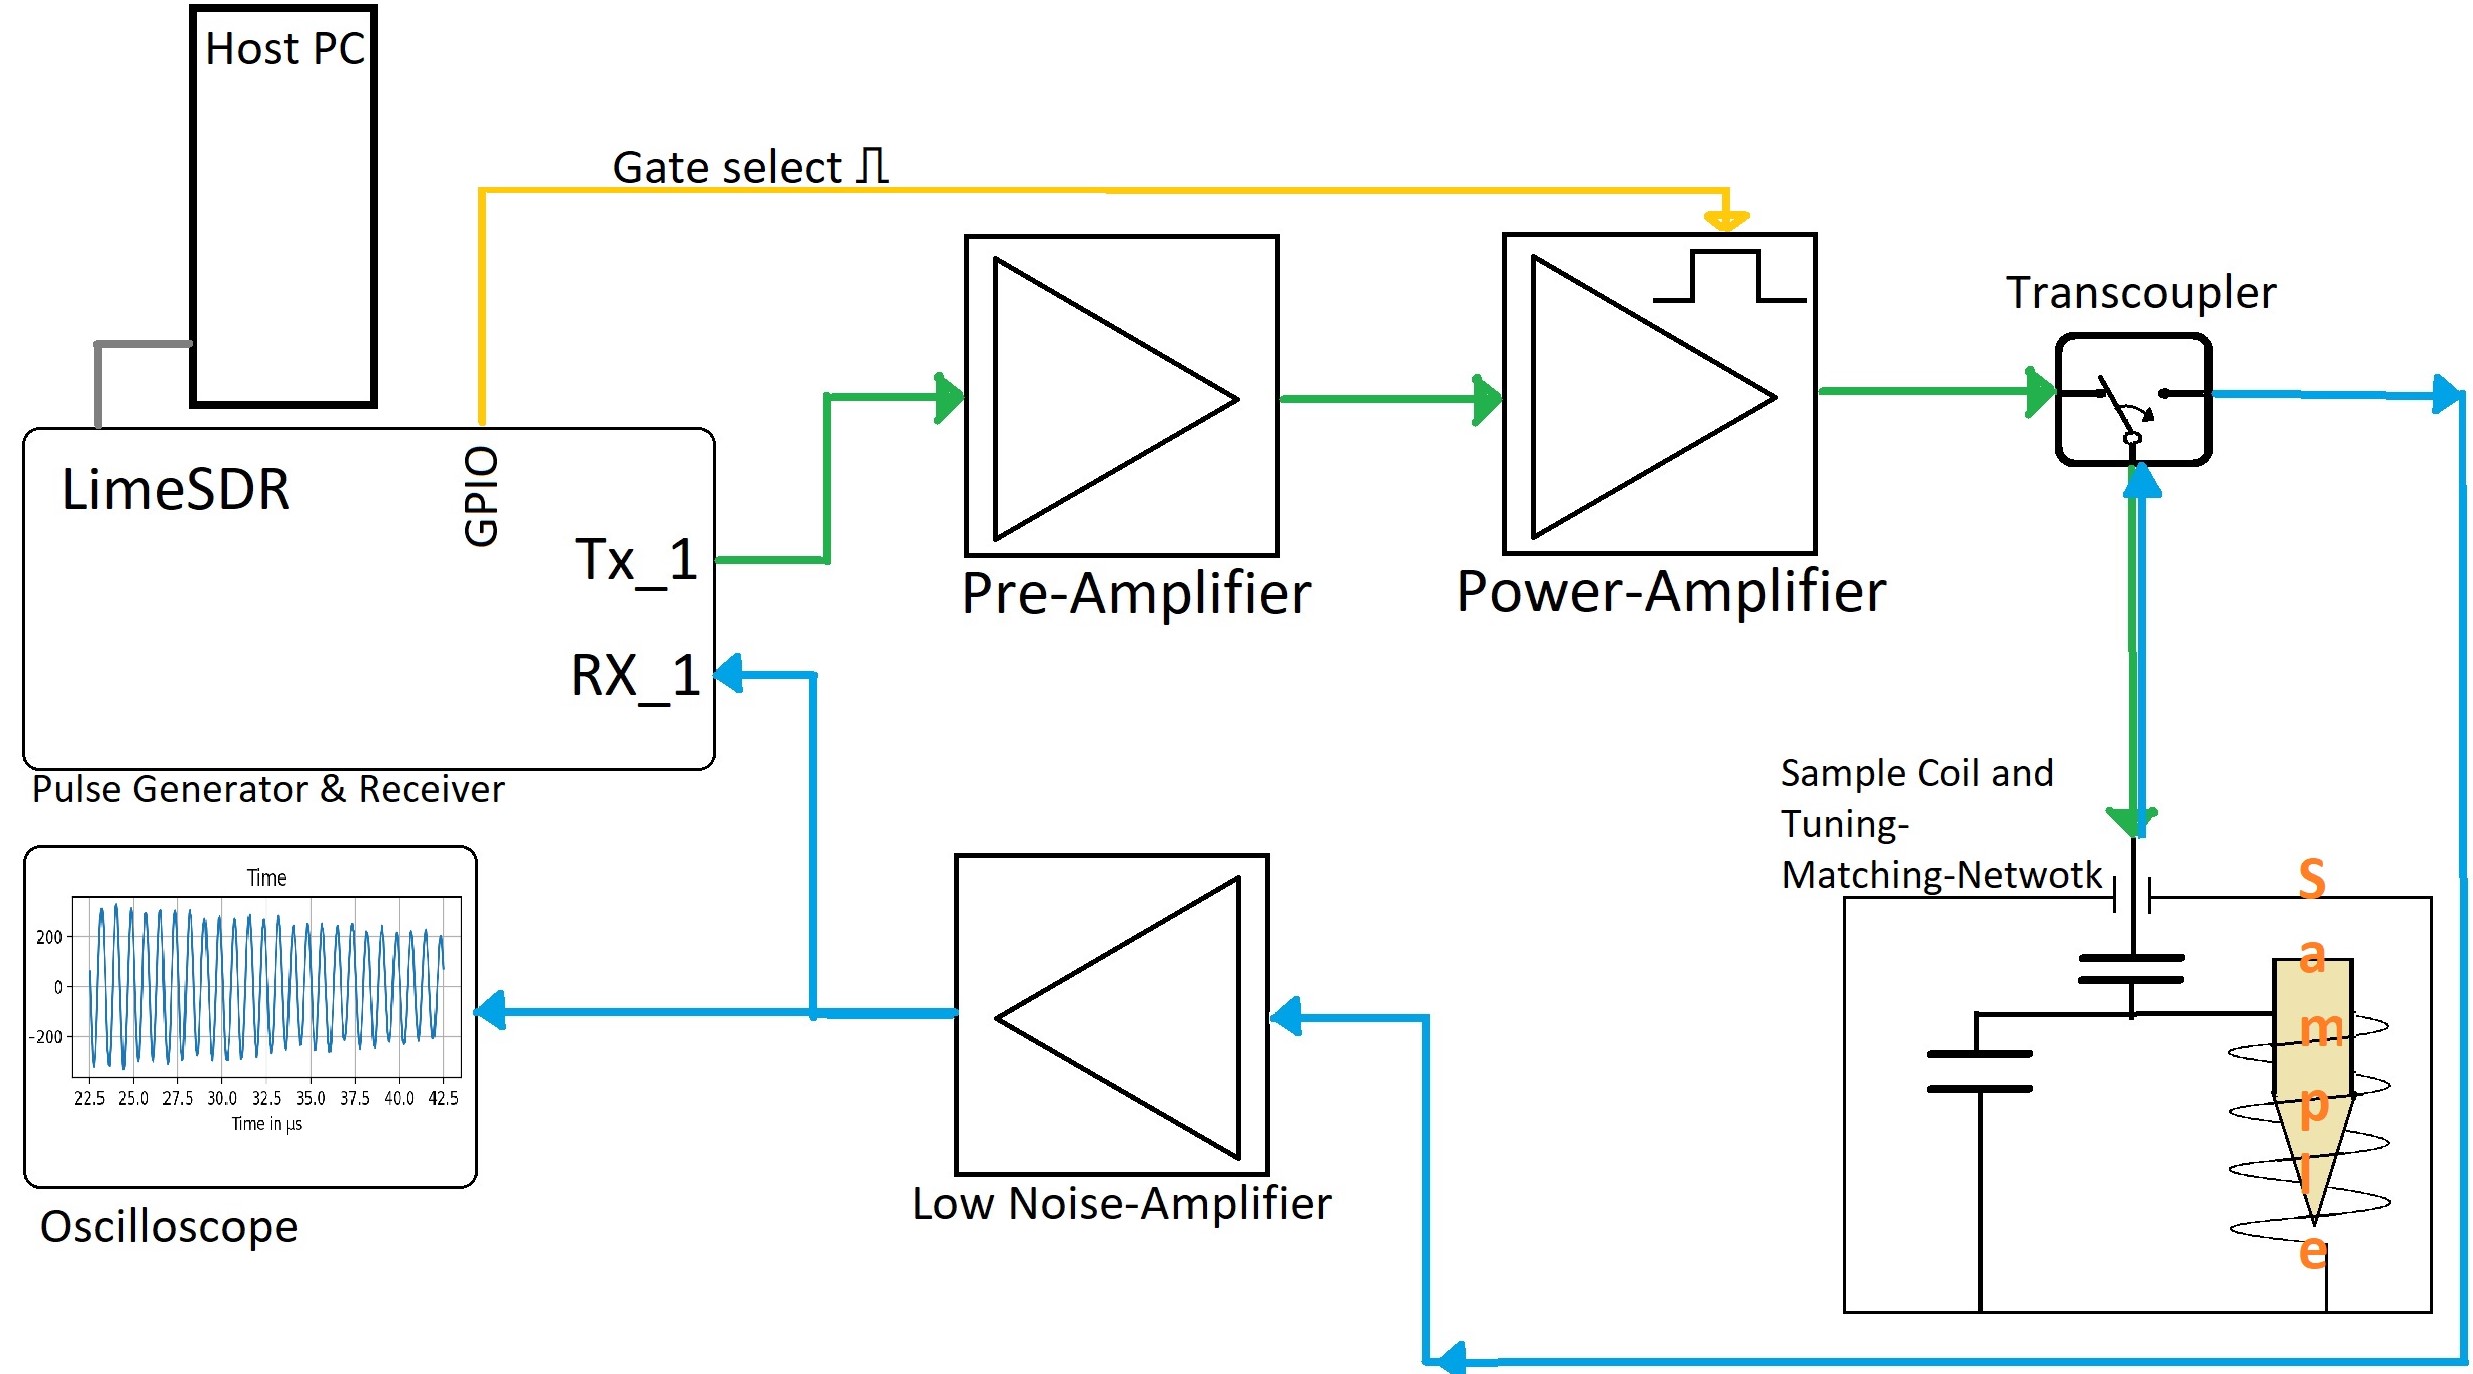 Host PC
Gate select
Transcoupler
LimeSDR
GPIO
Tx_1
RX_1
Pre-Amplifier
Power-Amplifier
Pulse Generator & Receiver
Sample Coil and
Tuning-
Matching-Netwotk
Sample
Time
200
0
-200
22.5 25.0 27.5 30.0 32.5 35.0 37.5 40.0 42.5
Time in µs
Oscilloscope
Low Noise-Amplifier